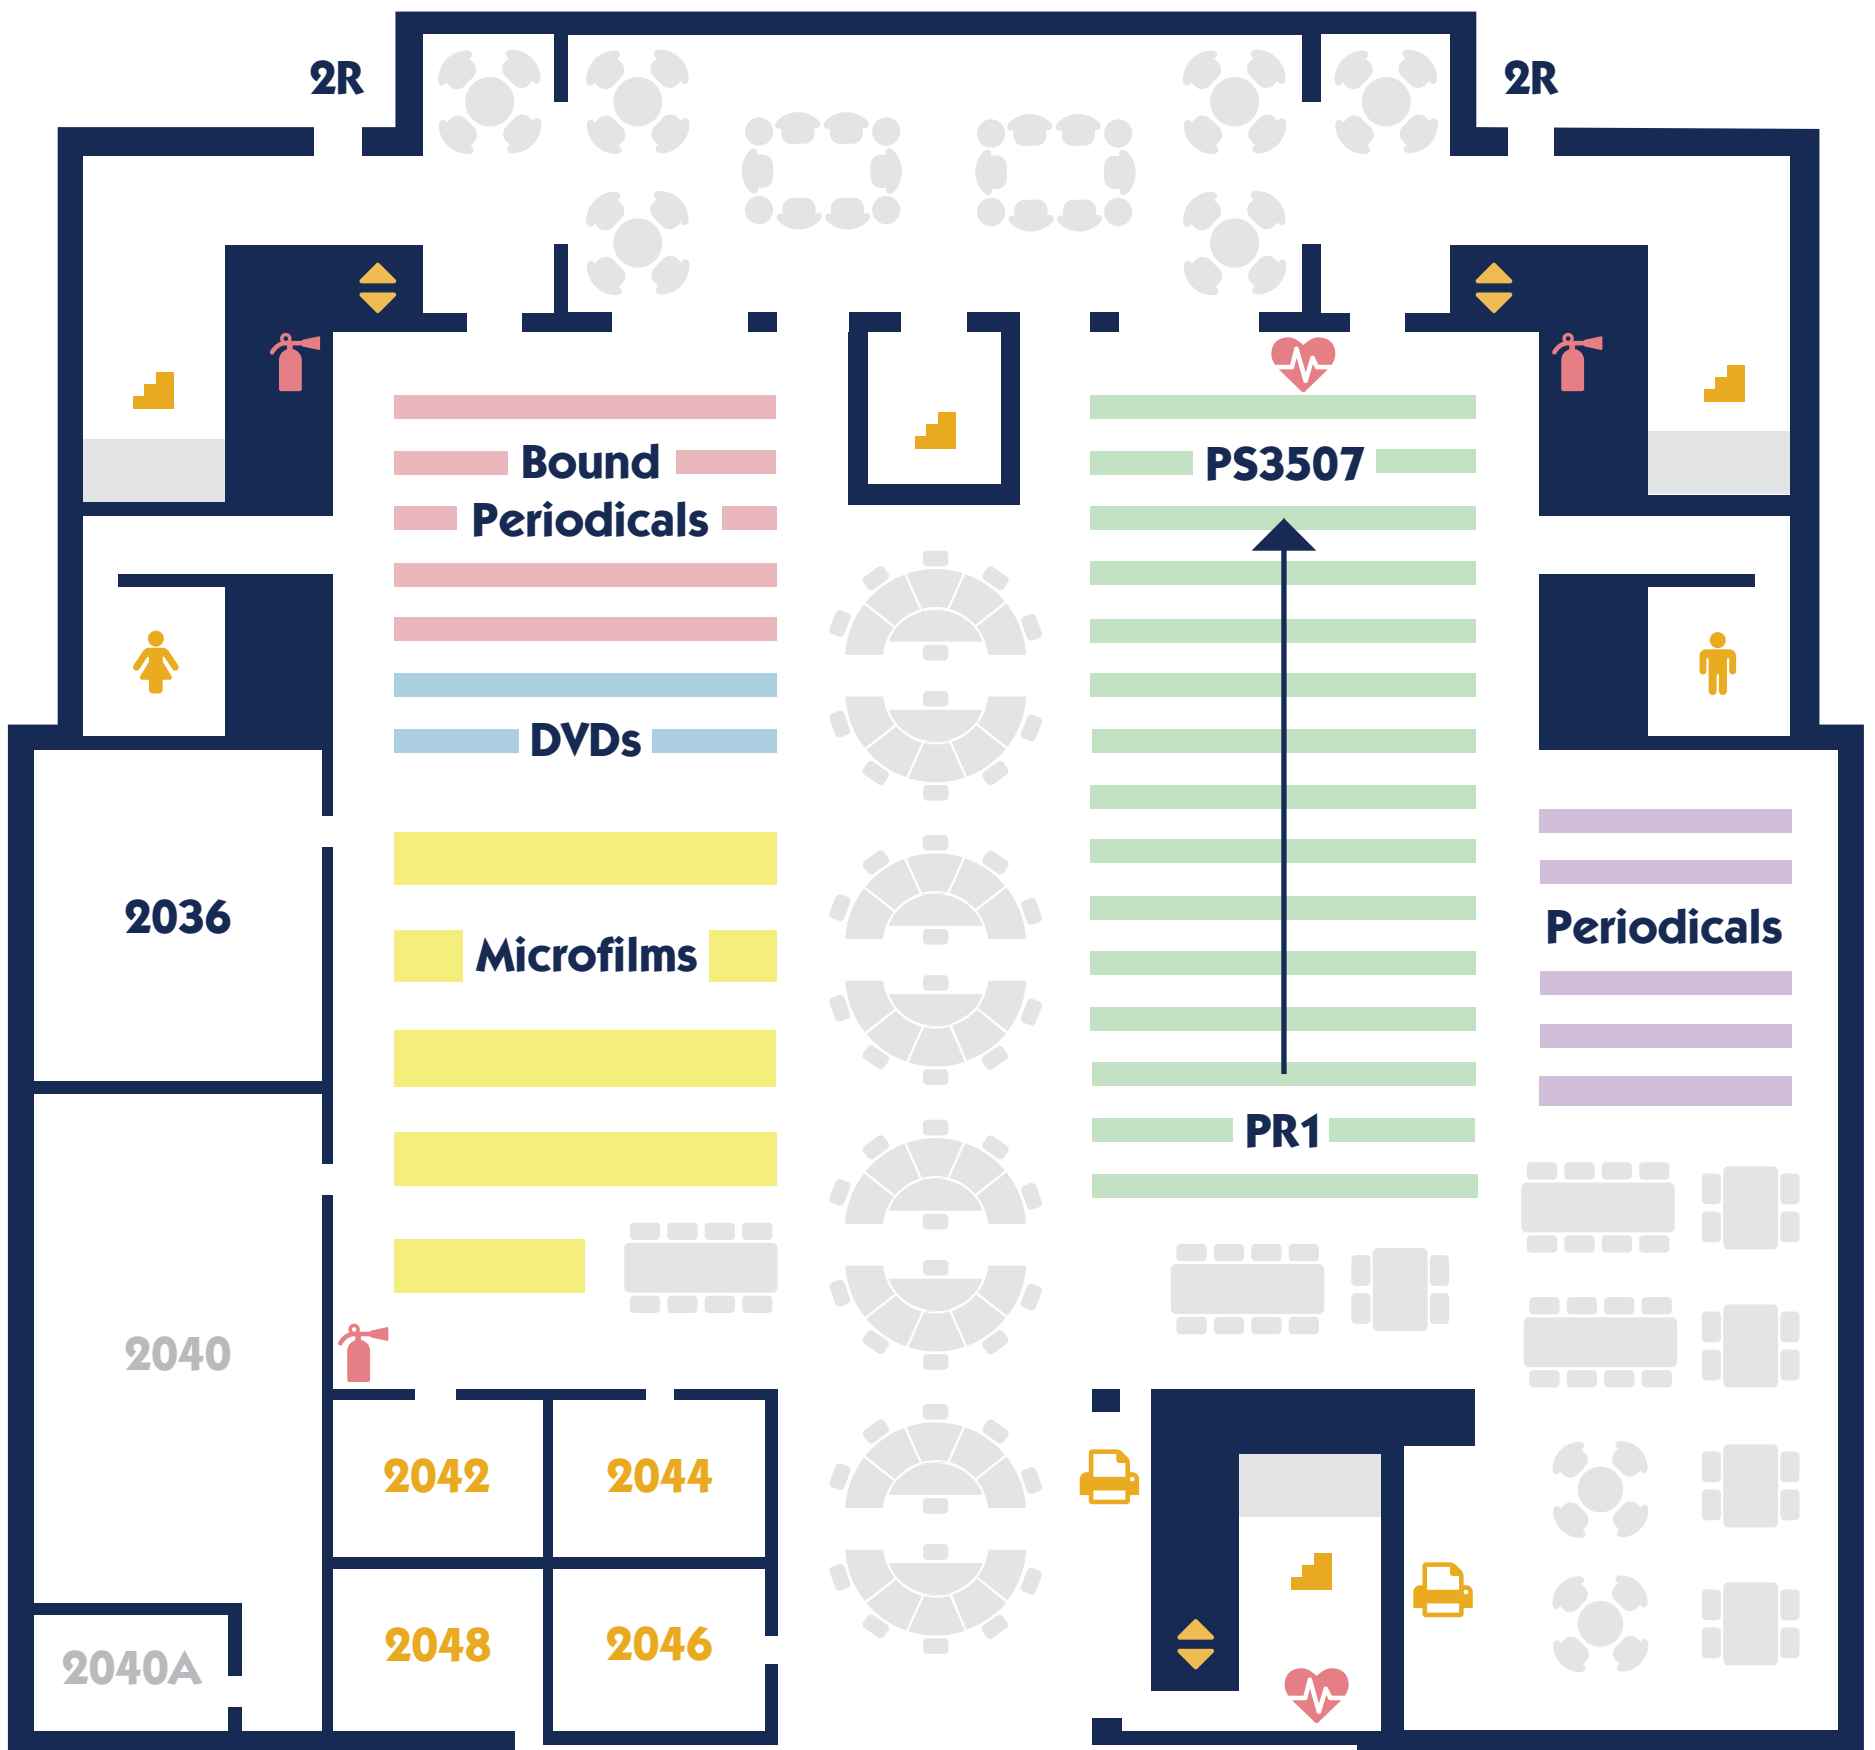 2R
2R
Bound
Periodicals
PS3507
DVDs
2036
Microfilms
Periodicals
PR1
2040
2042
2044
2048
2046
2040A